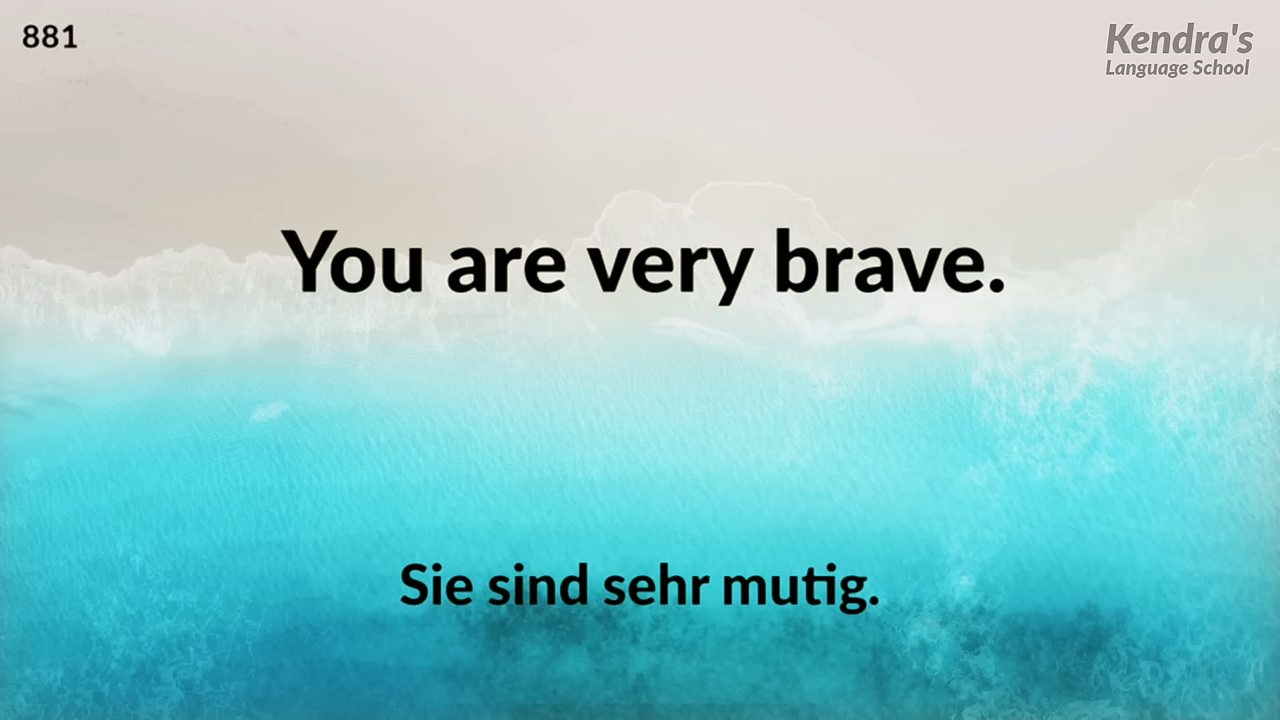 881
Kendra's
Language School
You are very brave.
Sie sind sehr mutig.